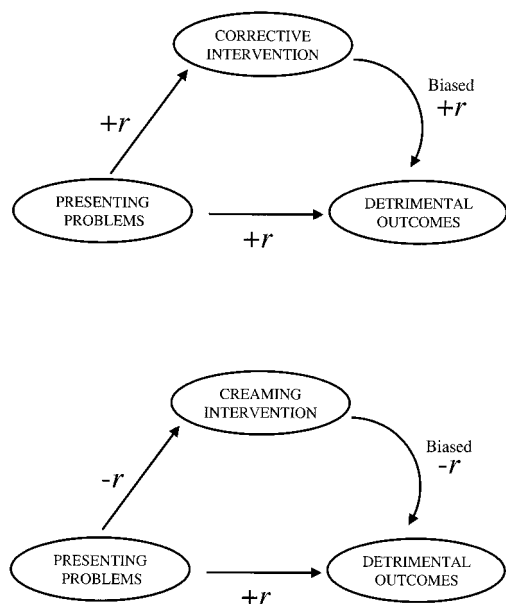 CORRECTIVE
INTERVENTION
Biased
+r
+r
PRESENTING
PROBLEMS
DETRIMENTAL
OUTCOMES
+r
CREAMING
INTERVENTION
Biased
-r
-r
PRESENTING
PROBLEMS
DETRIMENTAL
OUTCOMES
+r